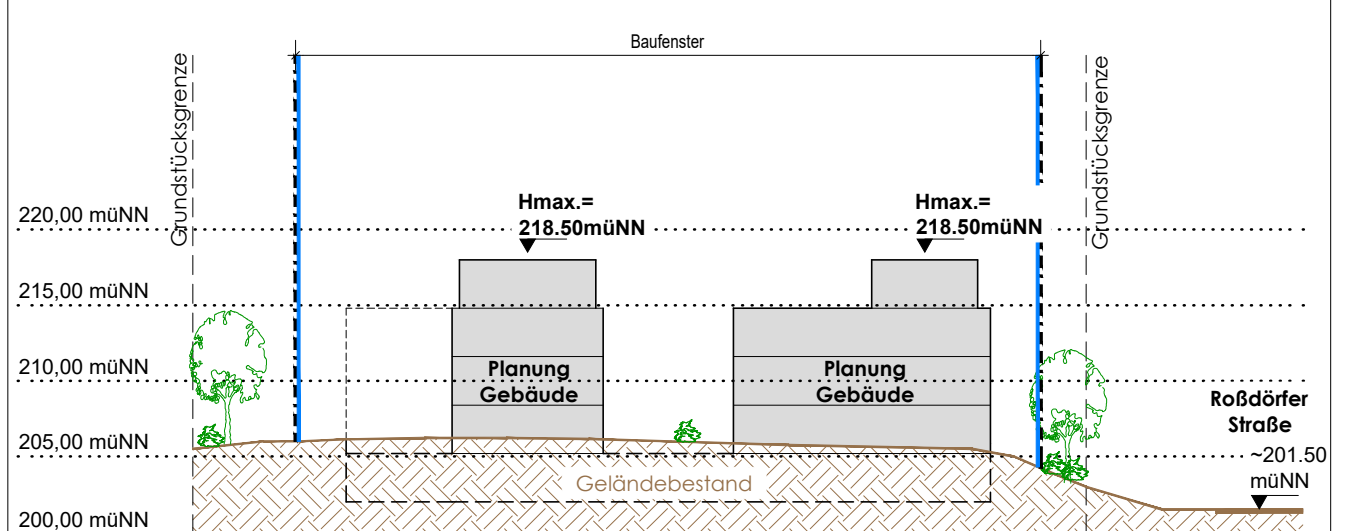 Baufenster
Grundstücksgrenze
Grundstücksgrenze
Hmax.=
218.50müNN
Hmax.=
218.50müNN
220,00 müNN
215,00 müNN
210,00 müNN
205,00 müNN
200,00 müNN
Planung
Gebäude
Planung
Gebäude
Roßdörfer
Straße
~201.50
müNN
Geländebestand